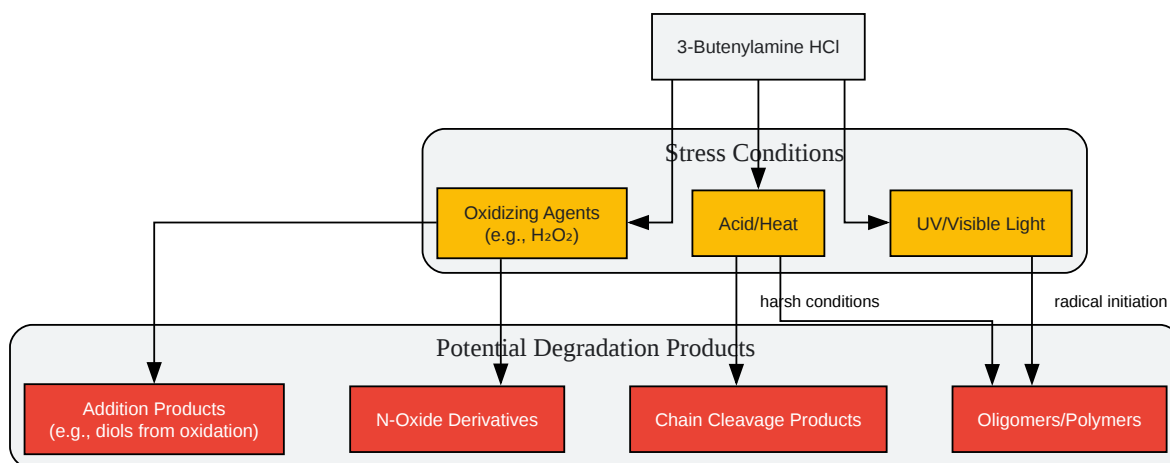 3-Butenylamine HCl
Stress Conditions
Oxidizing Agents
(e.g., H₂O₂)
Acid/Heat
UV/Visible Light
harsh conditions
radical initiation
Potential Degradation Products
Addition Products
(e.g., diols from oxidation)
N-Oxide Derivatives
Chain Cleavage Products
Oligomers/Polymers